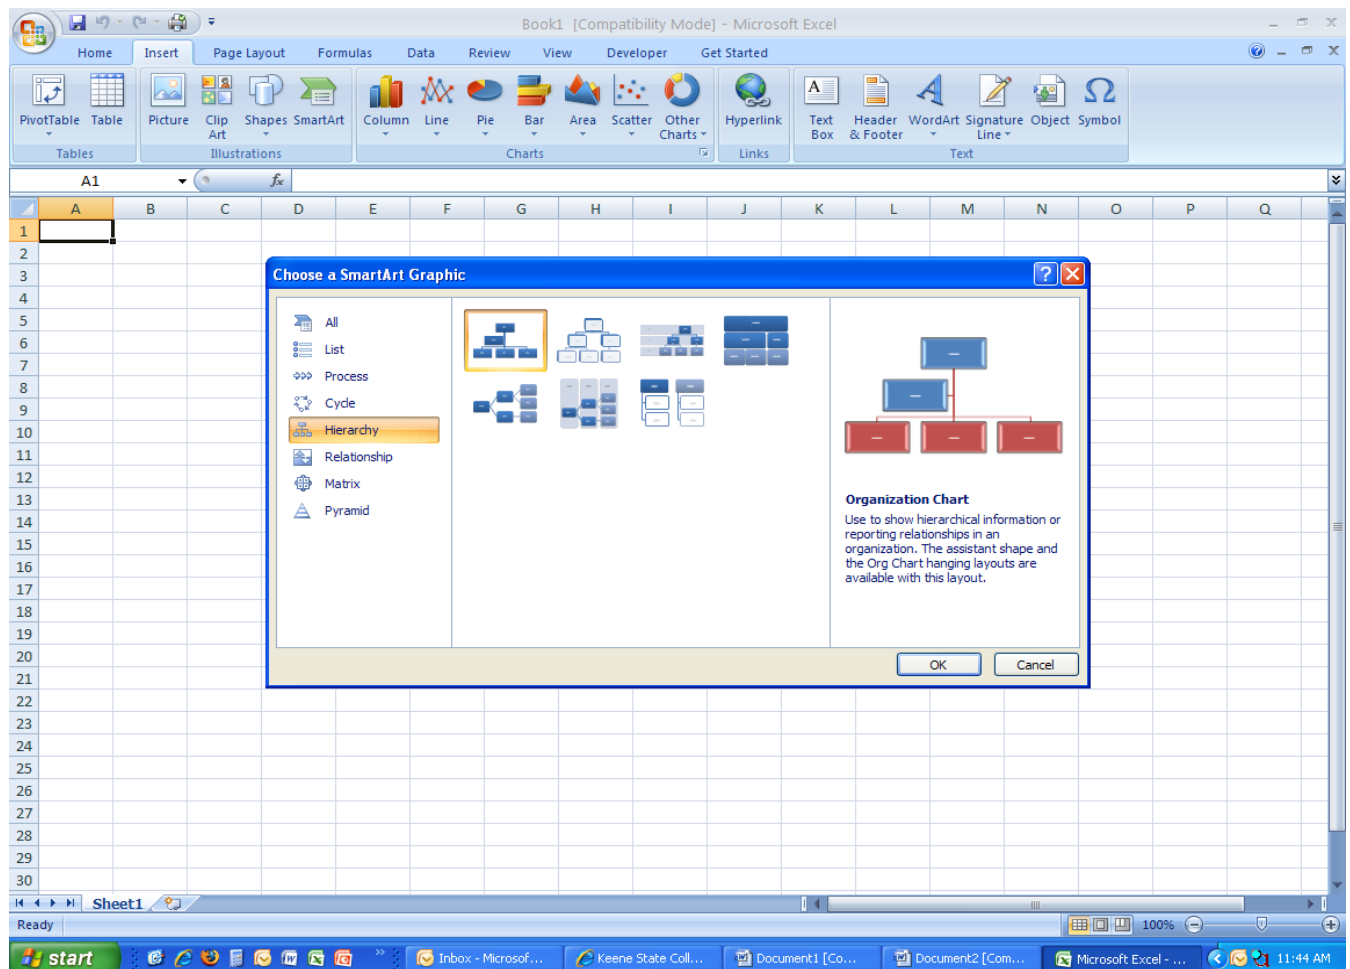 Book1 [Compatibility Mode] - Microsoft Excel
Home Insert Page Layout Formulas Data Review View Developer Get Started
PivotTable Table Picture Clip Art Shapes SmartArt Column Line Pie Bar Area Scatter Other Charts Hyperlink Text Box Header & Footer WordArt Signature Line Object Symbol
Tables Illustrations Charts Links Text
A1 fx
A B C D E F G H I J K L M N O P Q
1
2
3
4
5
6
7
8
9
10
11
12
13
14
15
16
17
18
19
20
21
22
23
24
25
26
27
28
29
30
Choose a SmartArt Graphic
All
List
Process
Cycle
Hierarchy
Relationship
Matrix
Pyramid
Organization Chart
Use to show hierarchical information or
reporting relationships in an
organization. The assistant shape and
the Org Chart hanging layouts are
available with this layout.
OK Cancel
Sheet1
Ready 100%
start Inbox - Microsof... Keene State Coll... Document1 [Co... Document2 [Com... Microsoft Excel - ... 11:44 AM